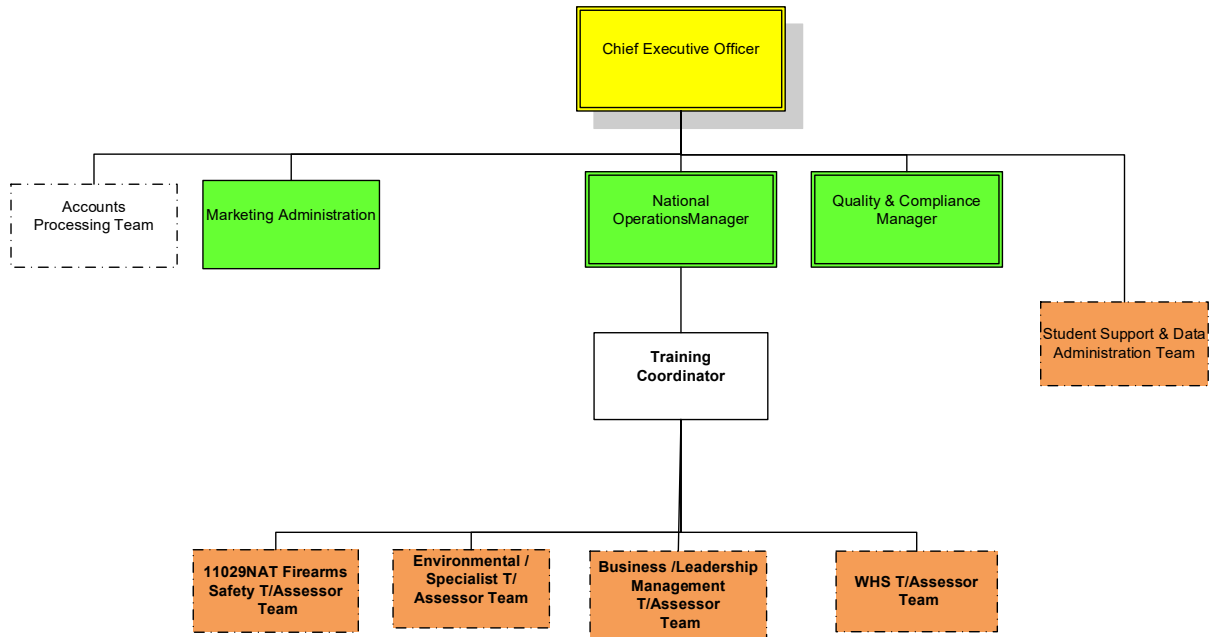 Chief Executive Officer
Accounts
Processing Team
Marketing Administration
National
OperationsManager
Quality & Compliance
Manager
Student Support & Data
Administration Team
Training
Coordinator
11029NAT Firearms
Safety T/Assessor
Team
Environmental /
Specialist T/
Assessor Team
Business /Leadership
Management
T/Assessor
Team
WHS T/Assessor
Team